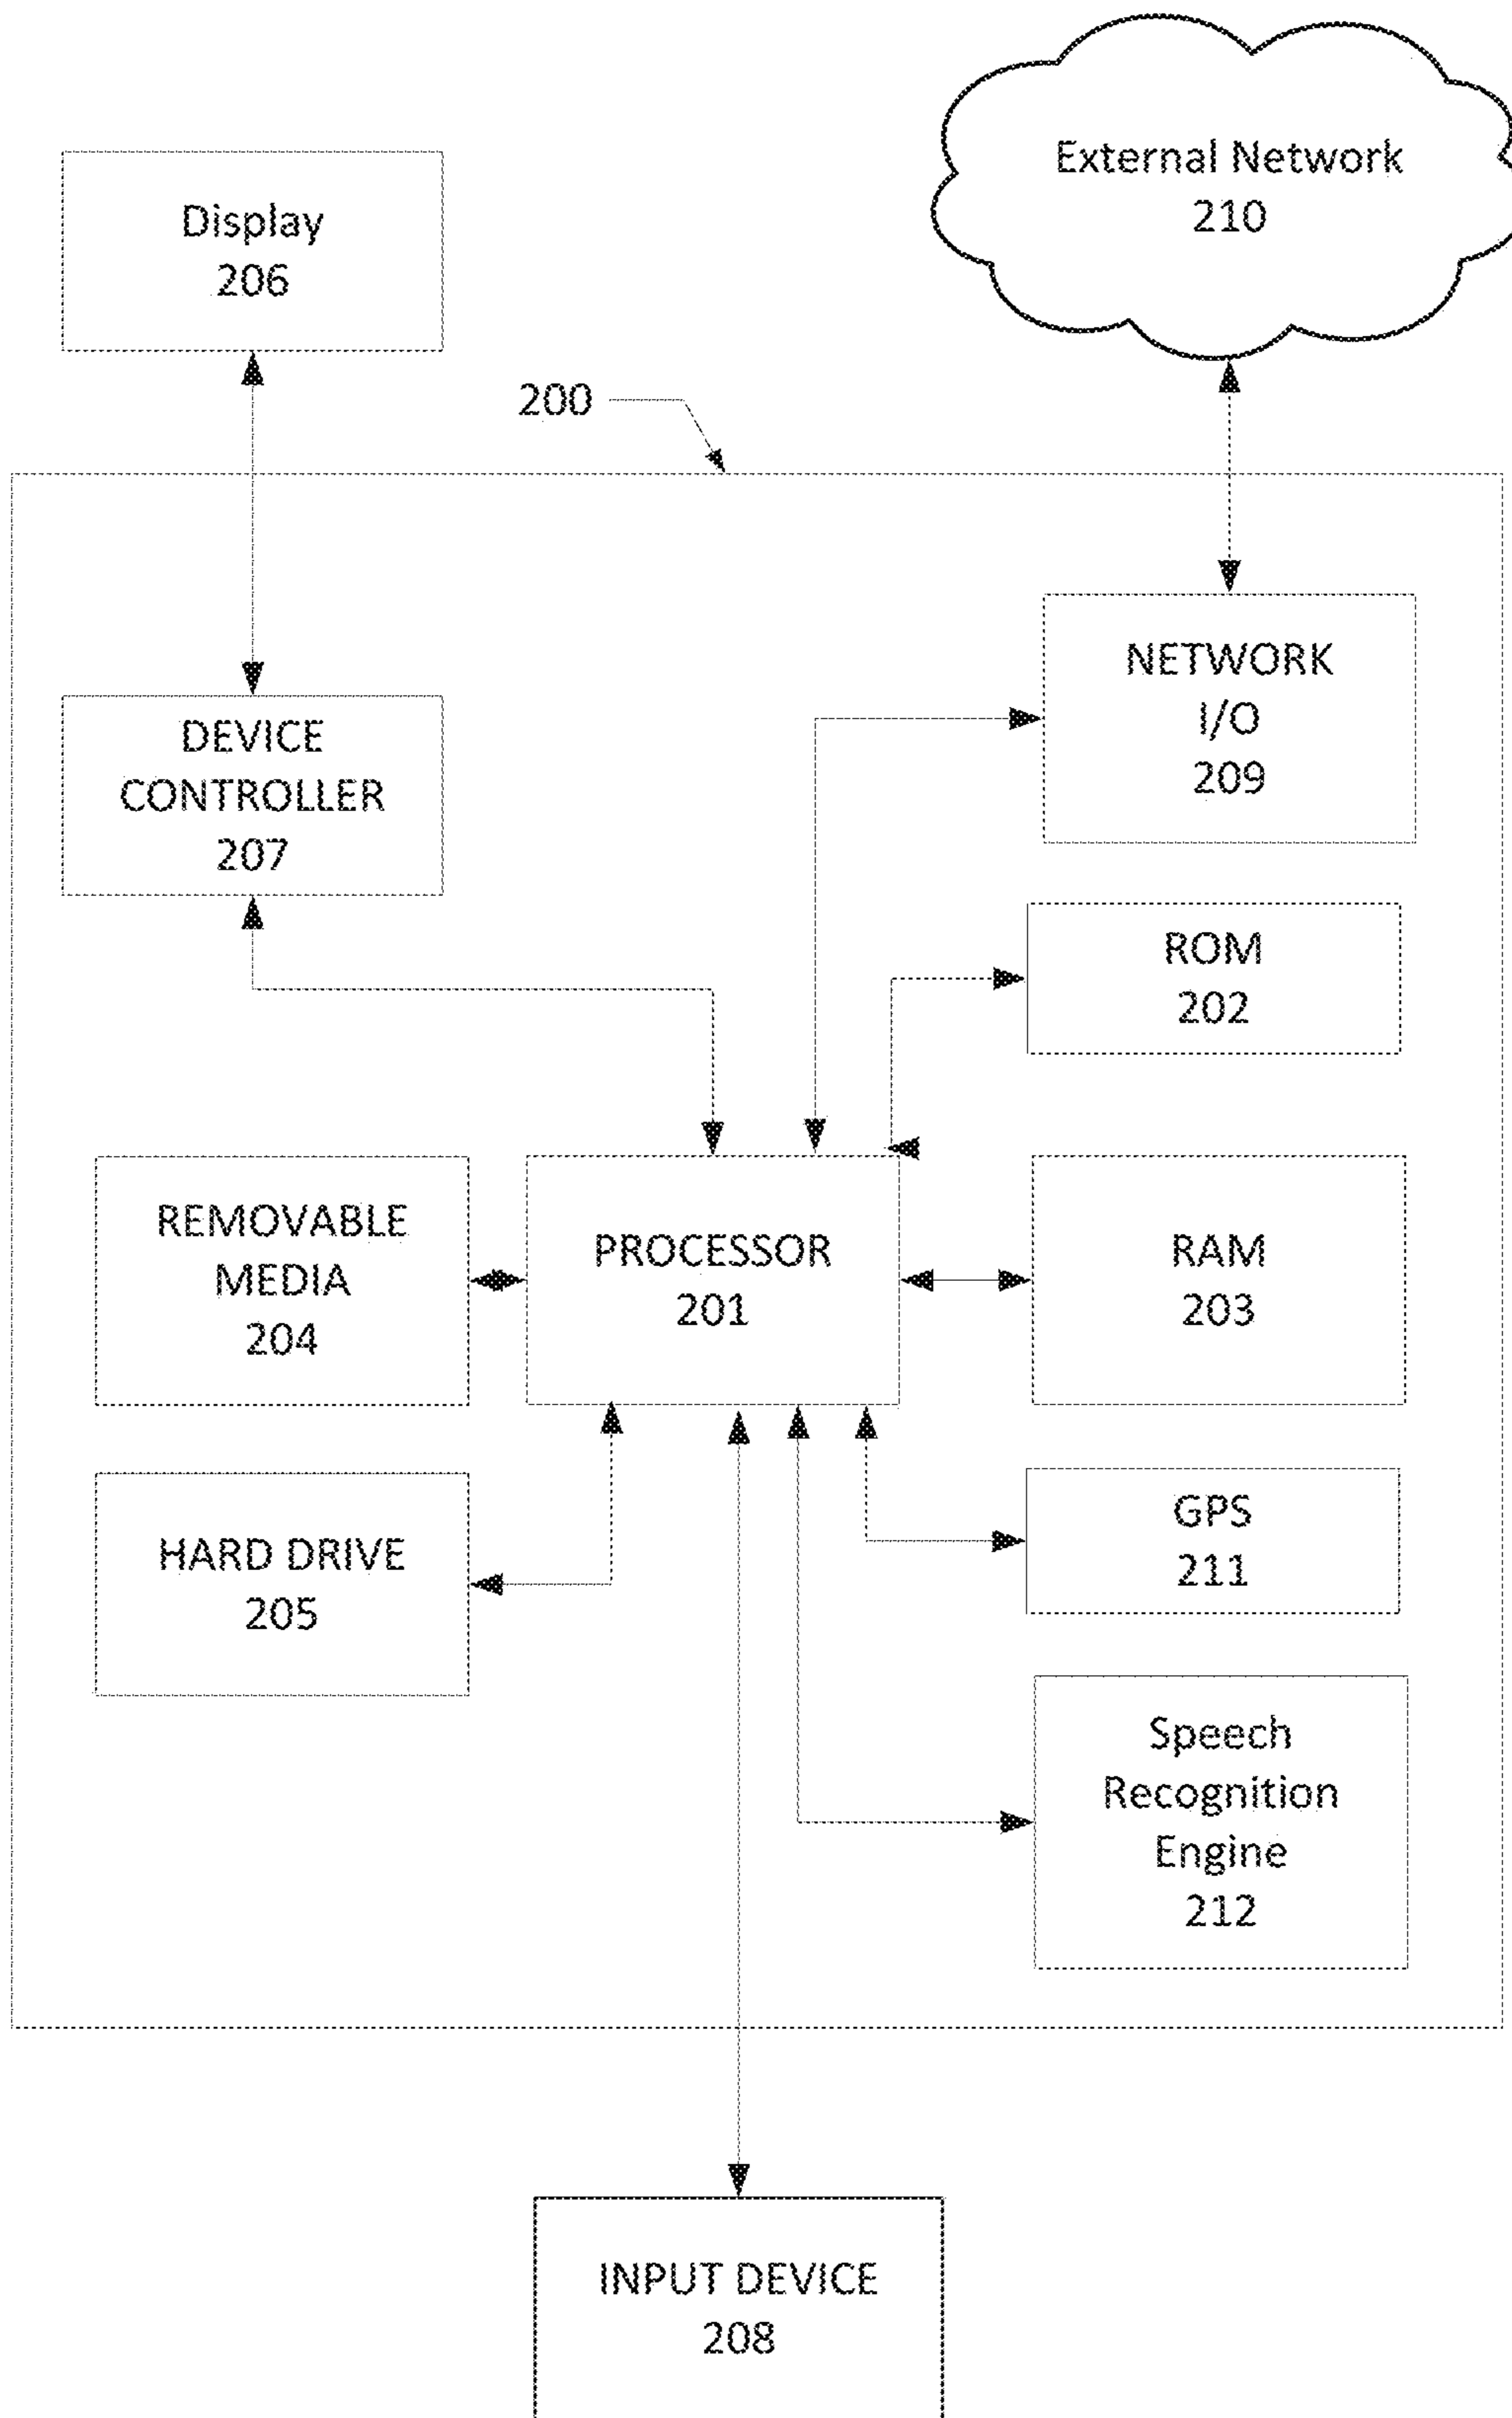 External Network
210
Display
206
200
NETWORK
I/O
209
DEVICE
CONTROLLER
207
ROM
202
REMOVABLE
MEDIA
204
PROCESSOR
201
RAM
203
HARD DRIVE
205
GPS
211
Speech
Recognition
Engine
212
INPUT DEVICE
208